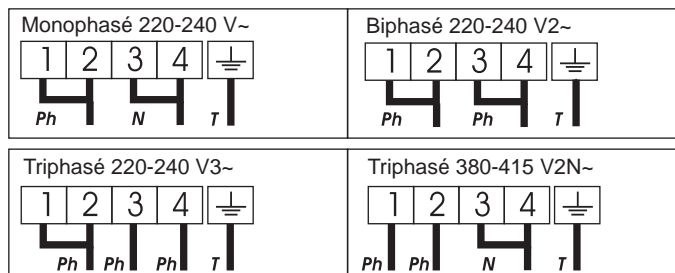 Monophasé 220-240 V~
1 2 3 4
Ph N T
Biphasé 220-240 V2~
1 2 3 4
Ph Ph T
Triphasé 220-240 V3~
1 2 3 4
Ph Ph Ph T
Triphasé 380-415 V2N~
1 2 3 4
Ph Ph N T